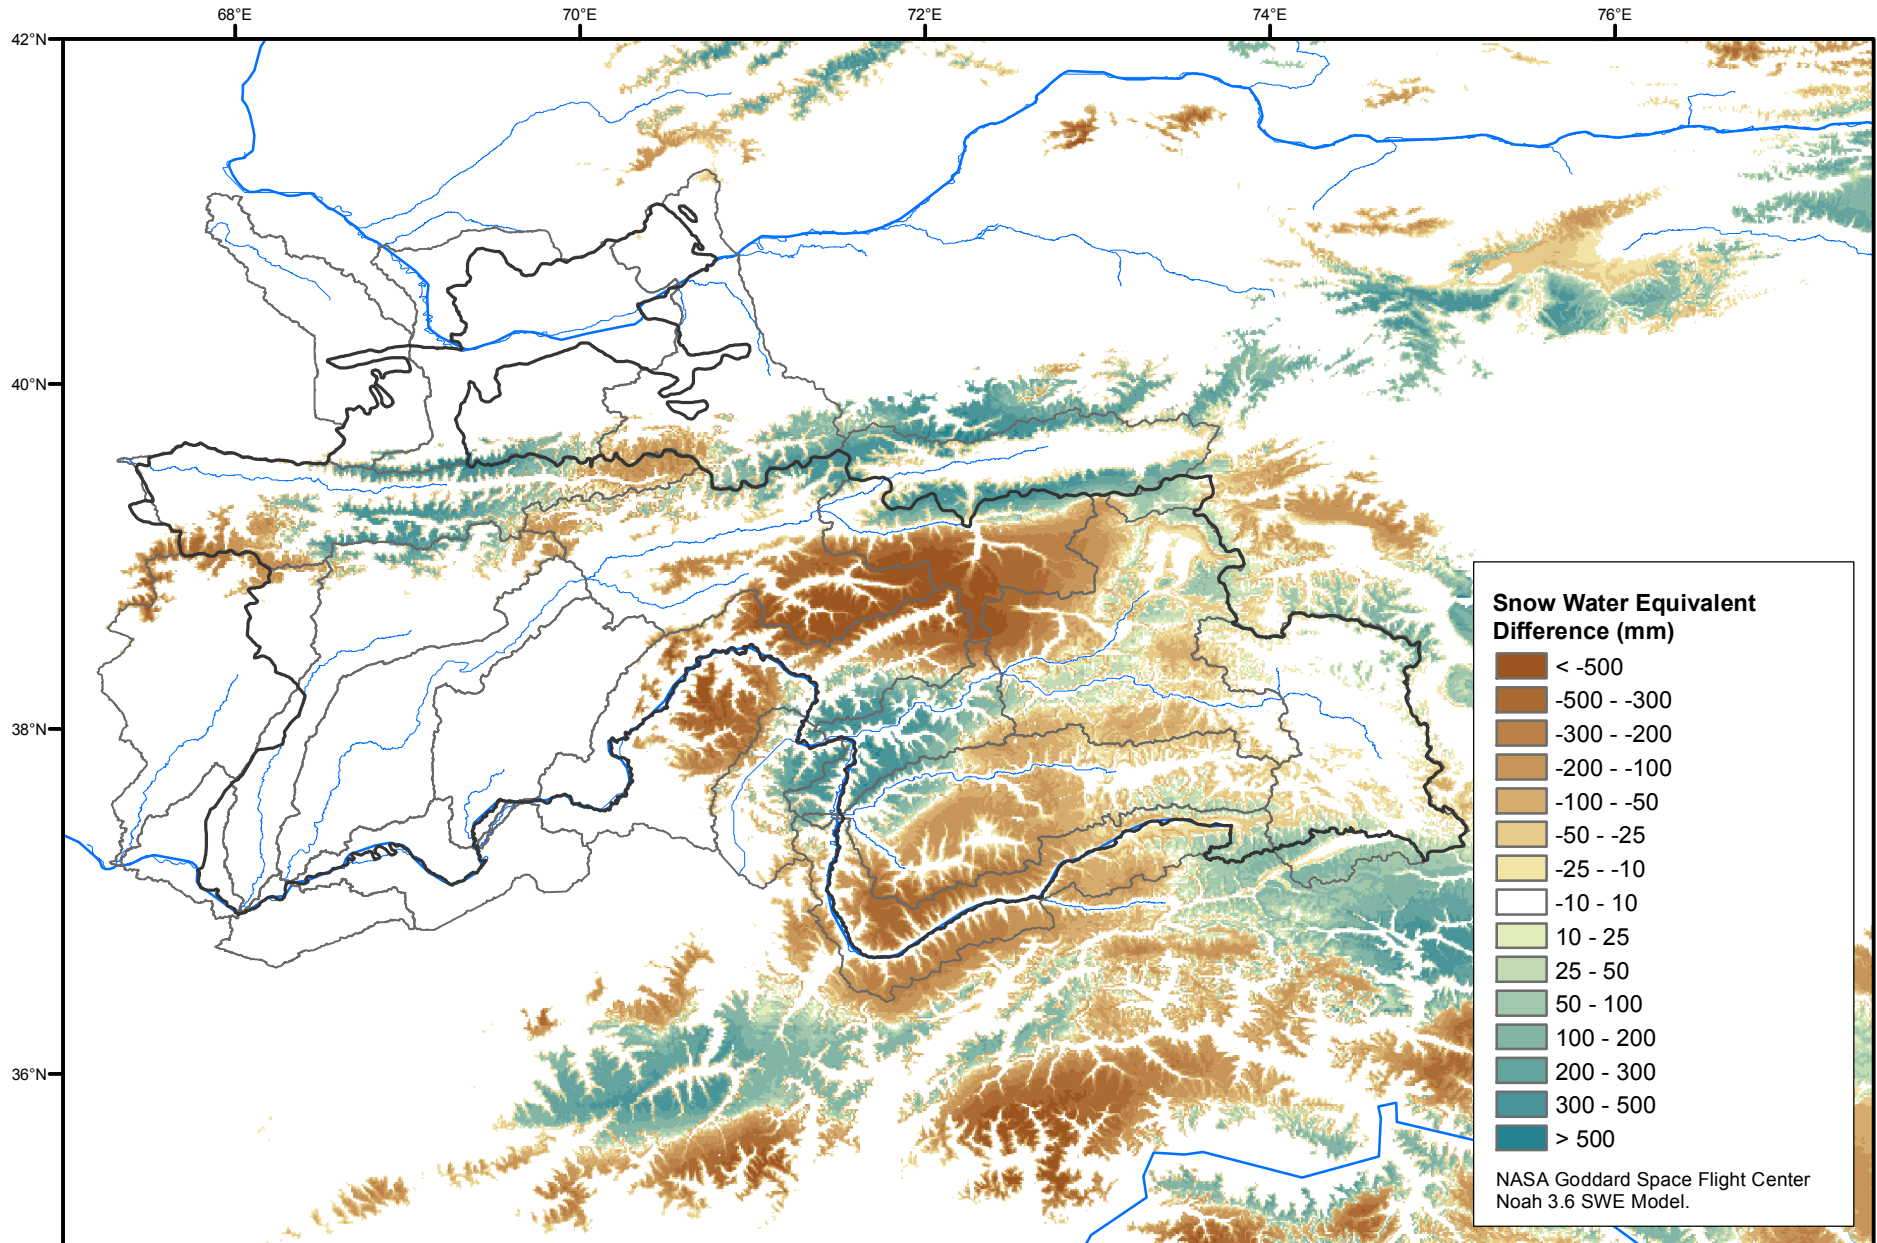 68°E
70°E
72°E
74°E
76°E
42°N
40°N
38°N
36°N
Snow Water Equivalent
Difference (mm)
< -500
-500 - -300
-300 - -200
-200 - -100
-100 - -50
-50 - -25
-25 - -10
-10 - 10
10 - 25
25 - 50
50 - 100
100 - 200
200 - 300
300 - 500
> 500
NASA Goddard Space Flight Center
Noah 3.6 SWE Model.